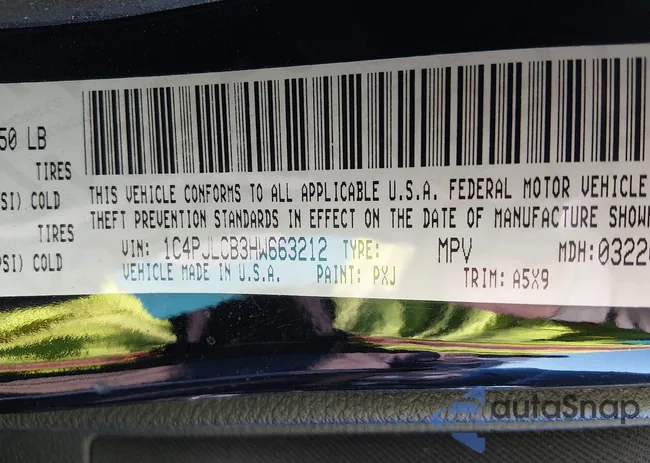 50 LB
TIRES
SI) COLD
TIRES
PSI) COLD
THIS VEHICLE CONFORMS TO ALL APPLICABLE U.S.A. FEDERAL MOTOR VEHICLE
THEFT PREVENTION STANDARDS IN EFFECT ON THE DATE OF MANUFACTURE SHOW
VIN: 1C4PJLCB3HW663212 TYPE: MPV MDH: 0322
VEHICLE MADE IN U.S.A. PAINT: PXJ TRIM: A5X9
autoSnap